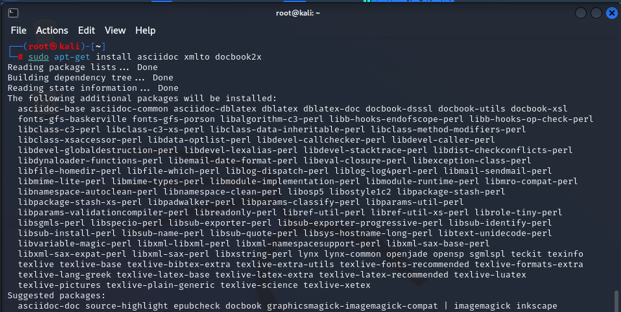 root@kali: ~
File Actions Edit View Help
┌──(root㉿kali)-[~]
└─# sudo apt-get install asciidoc xmlto docbook2x
Reading package lists... Done
Building dependency tree... Done
Reading state information... Done
The following additional packages will be installed:
asciidoc-base asciidoc-common asciidoc-dblatex dblatex dblatex-doc docbook-dsssl docbook-utils docbook-xsl
fonts-gfs-baskerville fonts-gfs-porson libalgorithm-c3-perl libb-hooks-endofscope-perl libb-hooks-op-check-perl
libclass-c3-perl libclass-c3-xs-perl libclass-data-inheritable-perl libclass-method-modifiers-perl
libclass-xsaccessor-perl libdata-optlist-perl libdevel-callchecker-perl libdevel-caller-perl
libdevel-globaldestruction-perl libdevel-lexalias-perl libdevel-stacktrace-perl libdist-checkconflicts-perl
libdynaloader-functions-perl libemail-date-format-perl libeval-closure-perl libexception-class-perl
libfile-homedir-perl libfile-which-perl liblog-dispatch-perl liblog-log4perl-perl libmail-sendmail-perl
libmime-lite-perl libmime-types-perl libmodule-implementation-perl libmodule-runtime-perl libmro-compat-perl
libnamespace-autoclean-perl libnamespace-clean-perl libosp5 libostyle1c2 libpackage-stash-perl
libpackage-stash-xs-perl libpadwalker-perl libparams-classify-perl libparams-util-perl
libparams-validationcompiler-perl libreadonly-perl libref-util-perl libref-util-xs-perl librole-tiny-perl
libsgmls-perl libspecio-perl libsub-exporter-perl libsub-exporter-progressive-perl libsub-identify-perl
libsub-install-perl libsub-name-perl libsub-quote-perl libsys-hostname-long-perl libtext-unidecode-perl
libvariable-magic-perl libxml-libxml-perl libxml-namespacesupport-perl libxml-sax-base-perl
libxml-sax-expat-perl libxml-sax-perl libxstring-perl lynx lynx-common openjade opensp sgmlspl teckit texinfo
texlive texlive-base texlive-bibtex-extra texlive-extra-utils texlive-fonts-recommended texlive-formats-extra
texlive-lang-greek texlive-latex-base texlive-latex-extra texlive-latex-recommended texlive-luatex
texlive-pictures texlive-plain-generic texlive-science texlive-xetex
Suggested packages:
asciidoc-doc source-highlight epubcheck docbook graphicsmagick-imagemagick-compat | imagemagick inkscape